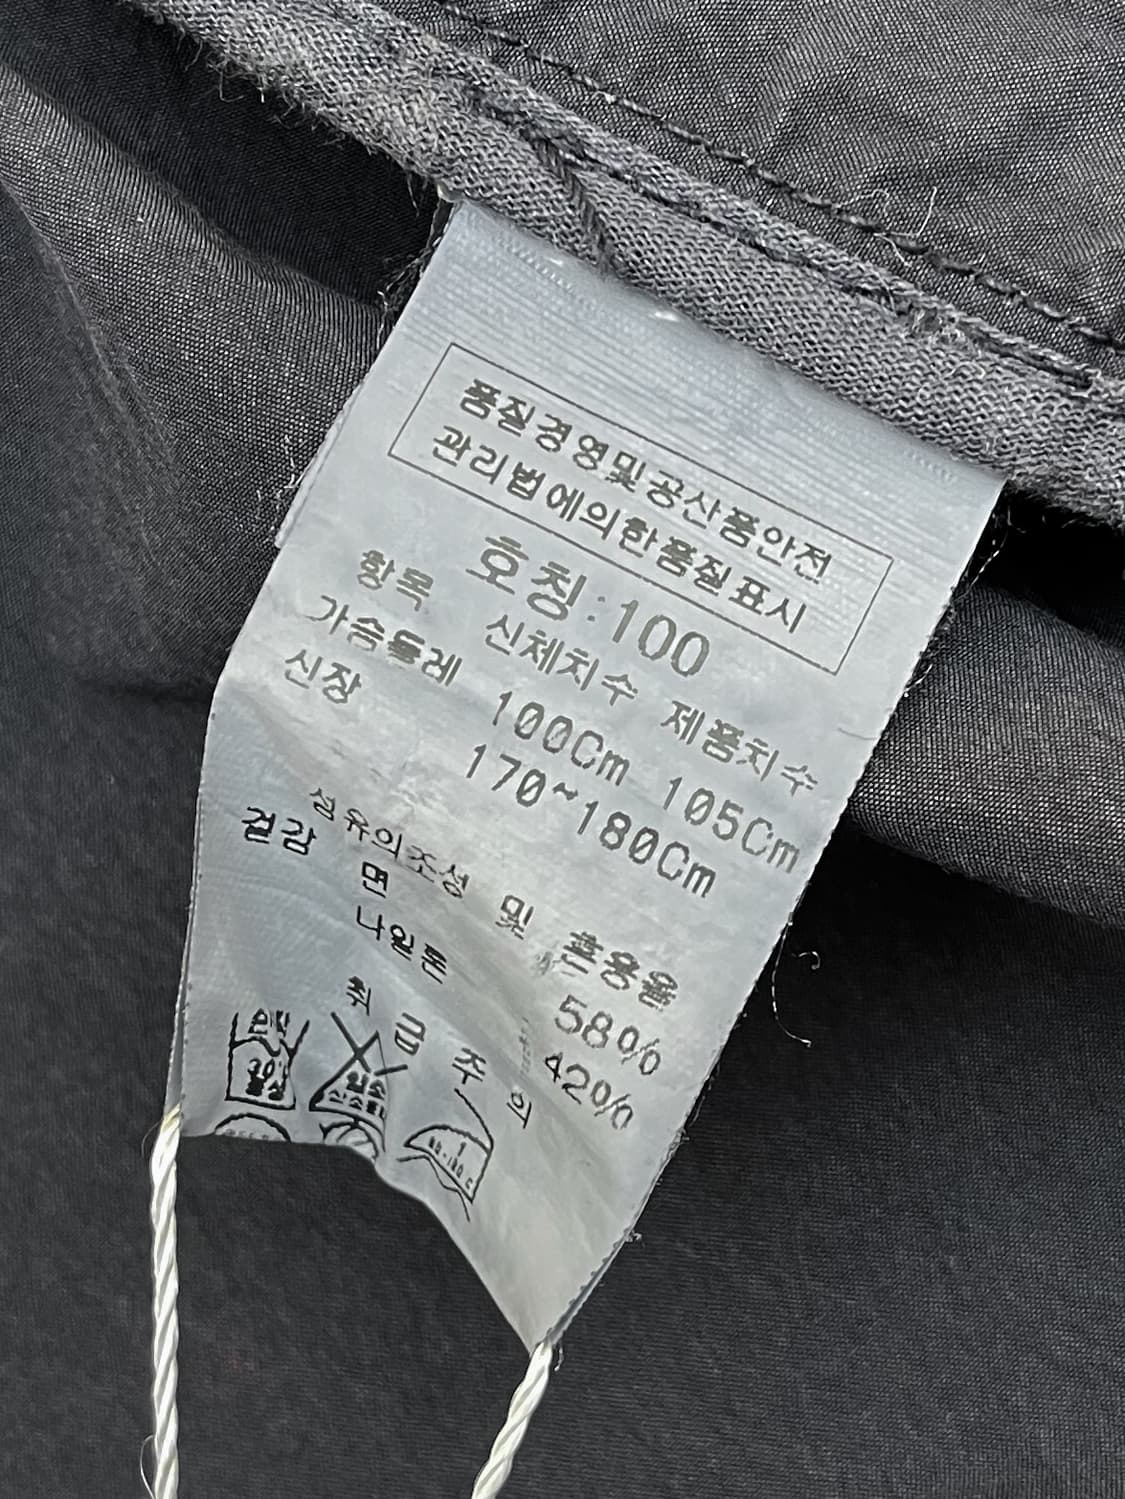 품질경영및공산품안전
관리법에의한품질표시
호칭:100
항목 신체치수 제품치수
가슴둘레 100Cm 105Cm
신장 170~180Cm
섬유의조성 및 혼용율
겉감 면 58%
나일론 42%
취급주의